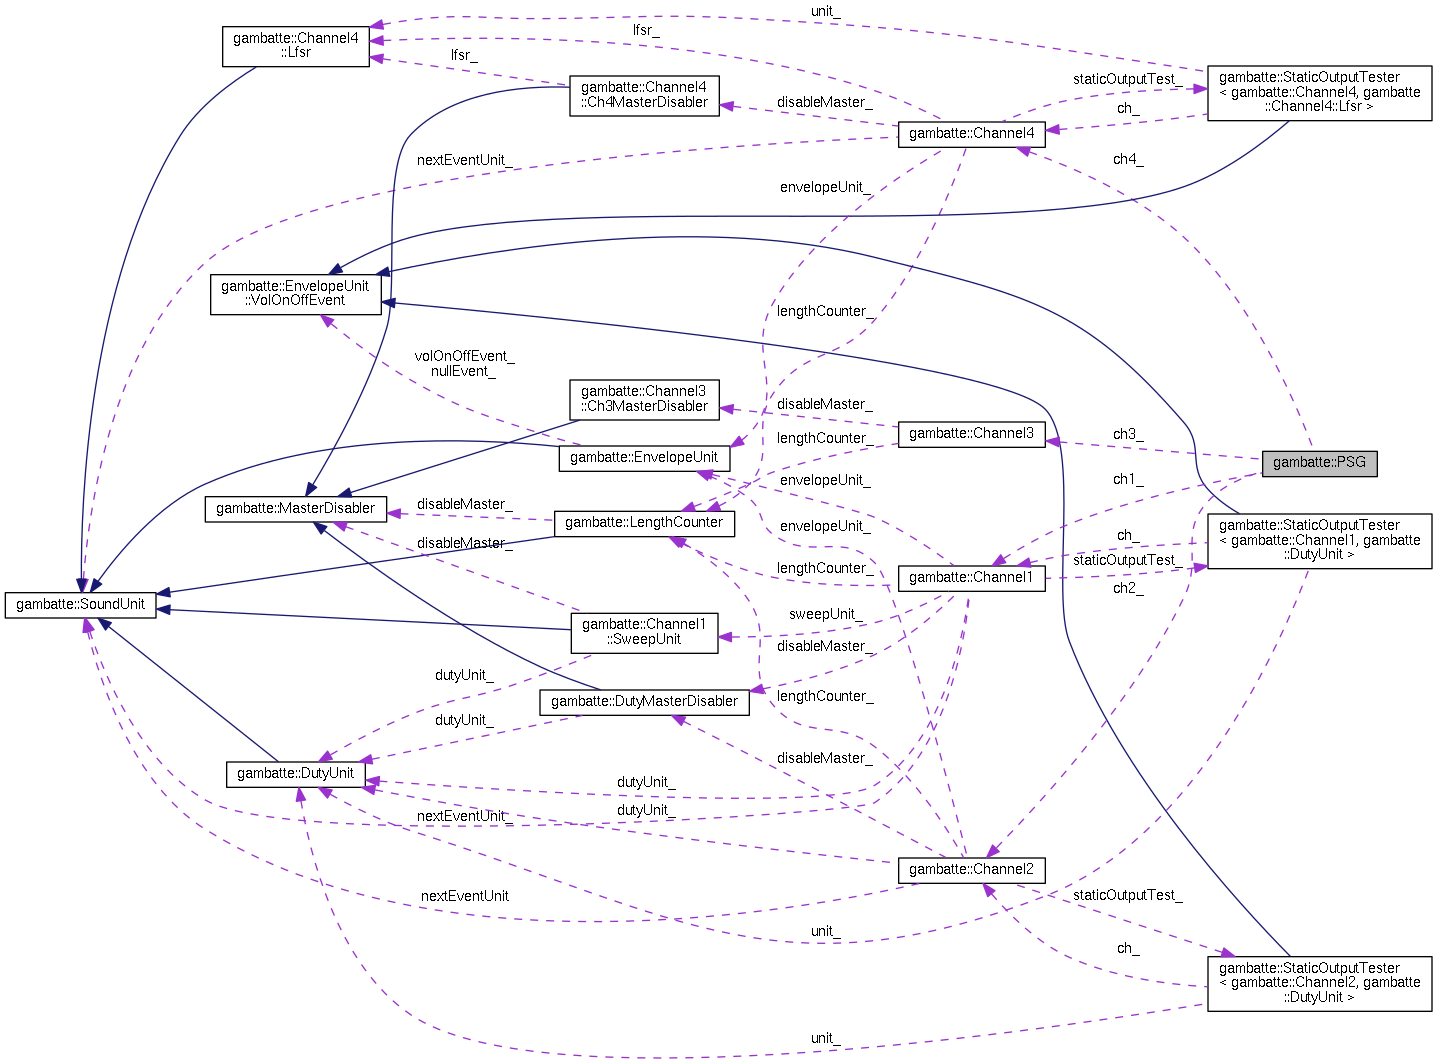 unit_
gambatte::Channel4
::Lfsr
lfsr_
lfsr_
gambatte::Channel4
::Ch4MasterDisabler
disableMaster_
staticOutputTest_
ch_
gambatte::StaticOutputTester
< gambatte::Channel4, gambatte
::Channel4::Lfsr >
gambatte::Channel4
nextEventUnit_
ch4_
envelopeUnit_
gambatte::EnvelopeUnit
::VolOnOffEvent
lengthCounter_
volOnOffEvent_
nullEvent_
gambatte::Channel3
::Ch3MasterDisabler
disableMaster_
gambatte::Channel3
ch3_
lengthCounter_
gambatte::EnvelopeUnit
gambatte::PSG
envelopeUnit_
ch1_
gambatte::MasterDisabler
disableMaster_
gambatte::LengthCounter
envelopeUnit_
gambatte::StaticOutputTester
< gambatte::Channel1, gambatte
::DutyUnit >
disableMaster_
ch_
lengthCounter_
gambatte::Channel1
staticOutputTest_
ch2_
gambatte::SoundUnit
gambatte::Channel1
::SweepUnit
sweepUnit_
disableMaster_
dutyUnit_
gambatte::DutyMasterDisabler
lengthCounter_
dutyUnit_
gambatte::DutyUnit
disableMaster_
dutyUnit_
dutyUnit_
nextEventUnit_
gambatte::Channel2
nextEventUnit
staticOutputTest_
unit_
ch_
gambatte::StaticOutputTester
< gambatte::Channel2, gambatte
::DutyUnit >
unit_